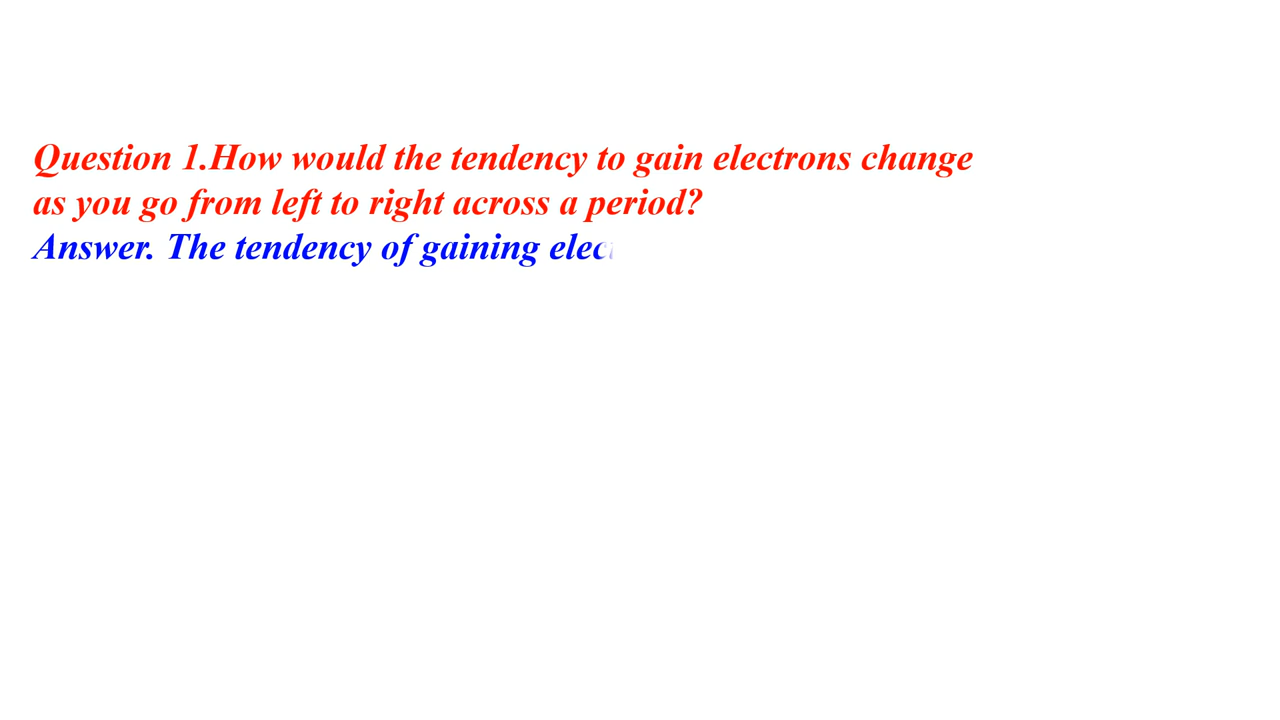 Question 1.How would the tendency to gain electrons change
as you go from left to right across a period?
Answer. The tendency of gaining elect